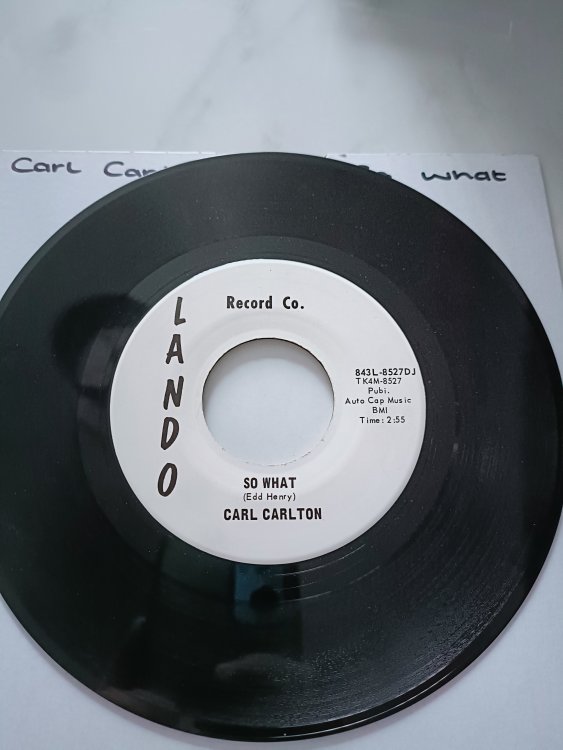 Carl what
LANDO
Record Co.
843L-8527DJ
TK4M-8527
Pubi.
Auto Cap Music
BMI
Time: 2:55
SO WHAT
(Edd Henry)
CARL CARLTON